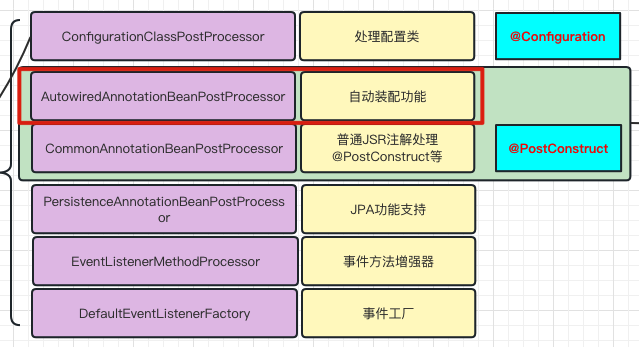 ConfigurationClassPostProcessor 处理配置类 @Configuration
AutowiredAnnotationBeanPostProcessor 自动装配功能
CommonAnnotationBeanPostProcessor 普通JSR注解处理
@PostConstruct等 @PostConstruct
PersistenceAnnotationBeanPostProcess
or JPA功能支持
EventListenerMethodProcessor 事件方法增强器
DefaultEventListenerFactory 事件工厂